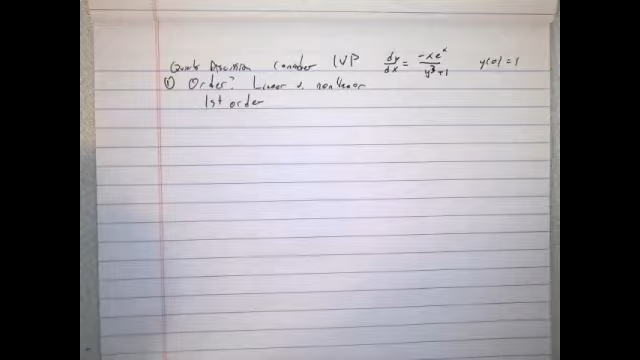 Quick Discussion Consider IVP dy/dx = -xe^x/(y^3+1) y(0)=1
① Order? Linear v. nonlinear
1st order